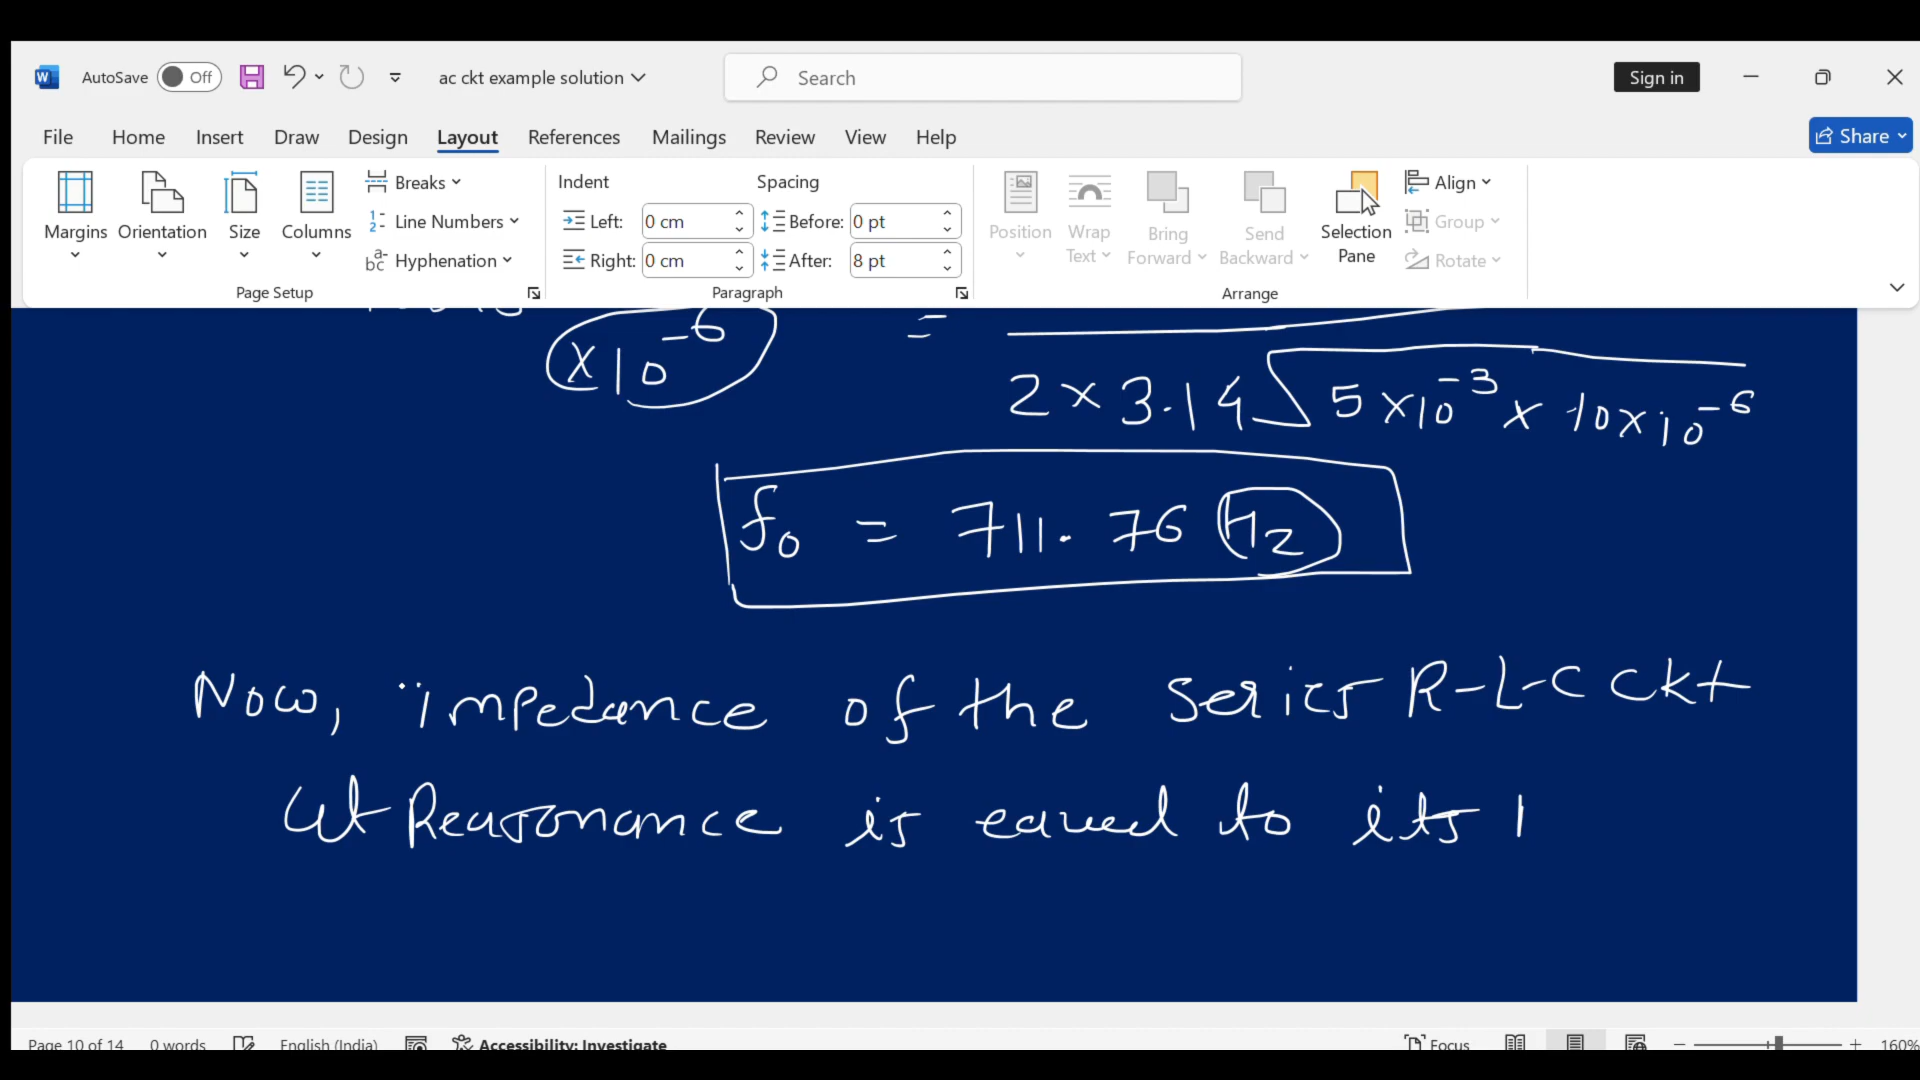 AutoSave Off ac ckt example solution Search Sign in
File Home Insert Draw Design Layout References Mailings Review View Help Share
Margins Orientation Size Columns
Breaks
Line Numbers
Hyphenation
Page Setup
Indent Spacing
Left: 0 cm Before: 0 pt
Right: 0 cm After: 8 pt
Paragraph
Position Wrap Text Bring Forward Send Backward Selection Pane
Align
Group
Rotate
Arrange
×10⁻⁶ =
2 × 3.14 √5 ×10⁻³ × 10 × 10⁻⁶
f₀ = 711.76 Hz
Now, impedance of the series R-L-C ckt
at Reasonance is equal to its
Page 10 of 14 0 words English (India) Accessibility: Investigate Focus 160%